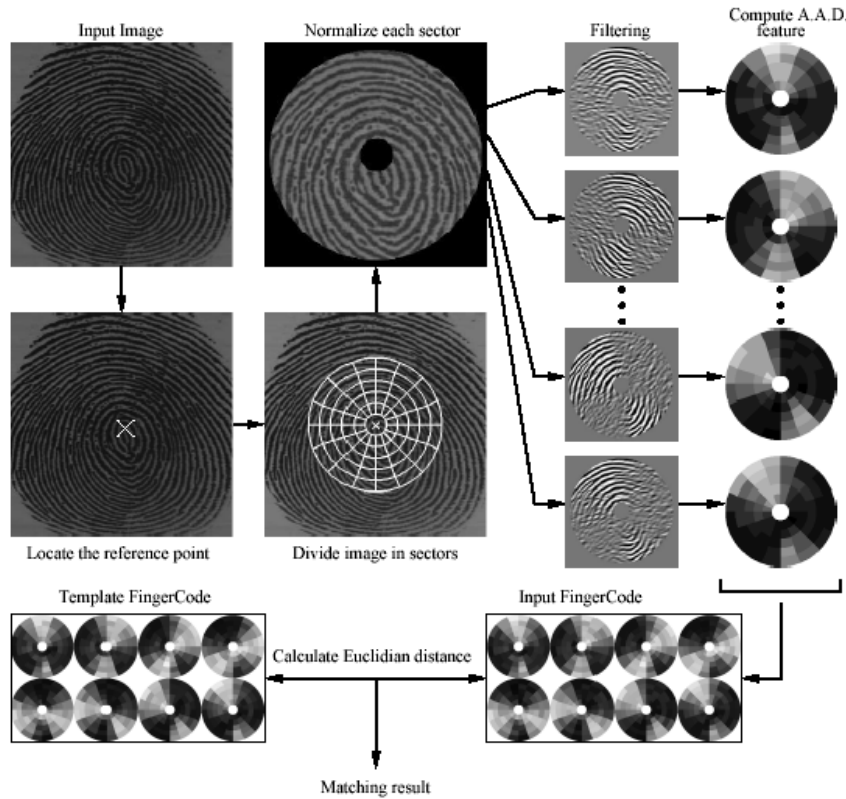 Input Image
Normalize each sector
Filtering
Compute A.A.D.
feature
Locate the reference point
Divide image in sectors
Template FingerCode
Input FingerCode
Calculate Euclidian distance
Matching result